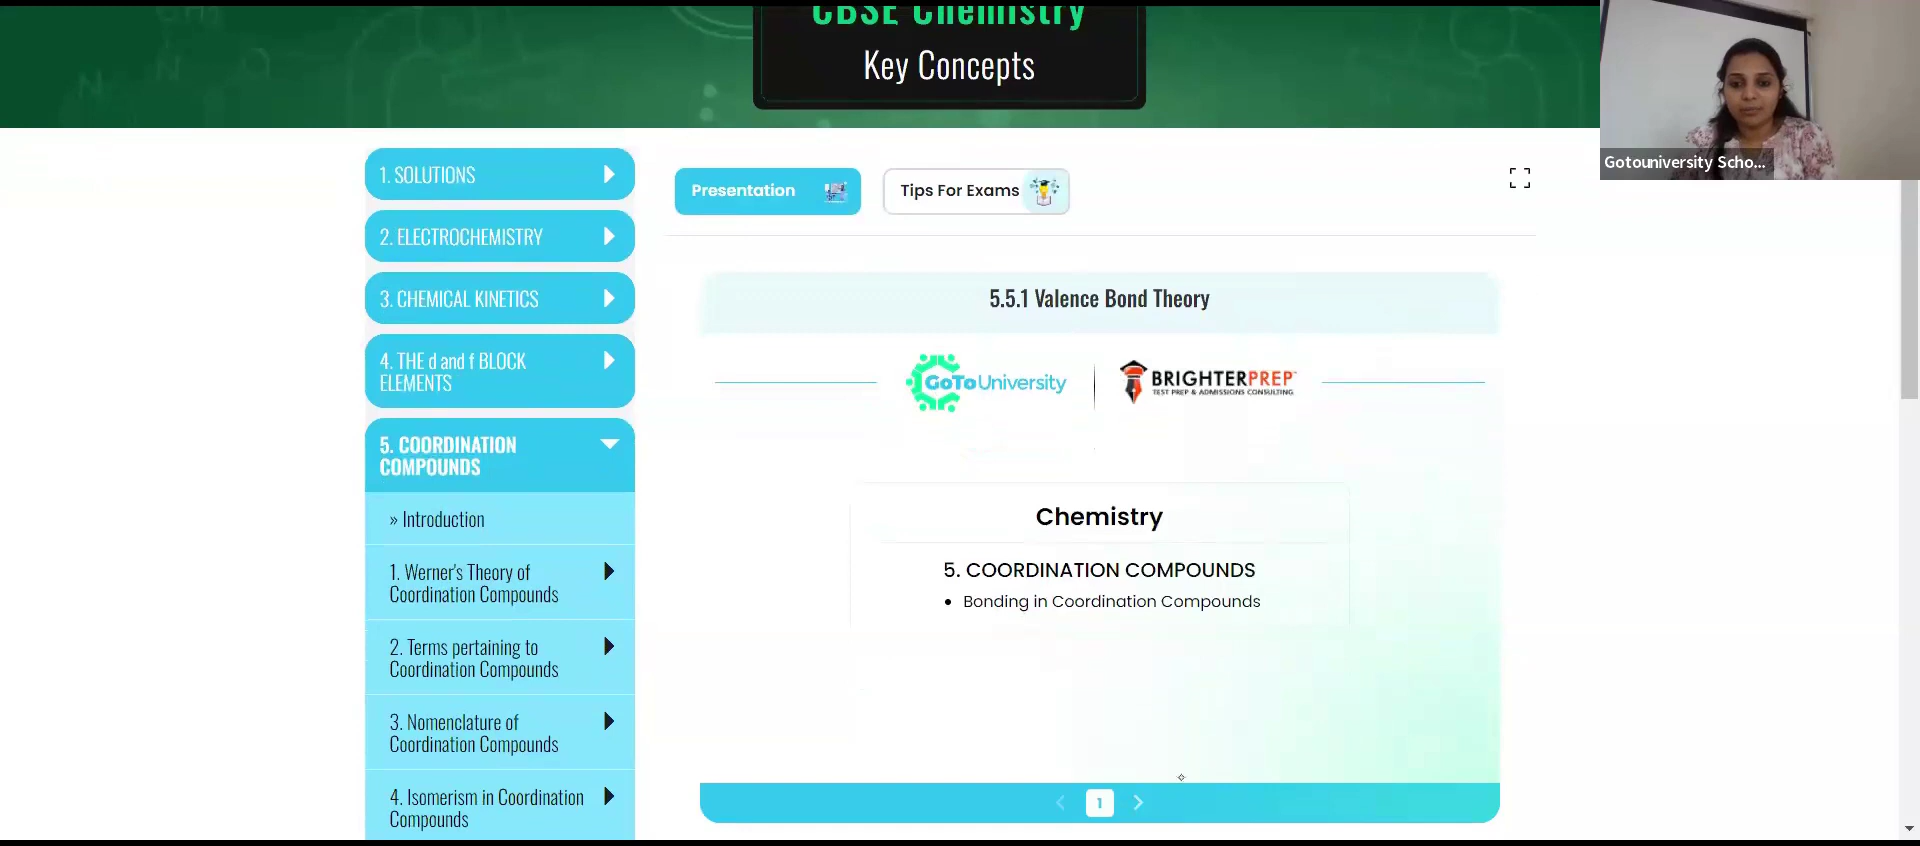 CBSE Chemistry
Key Concepts
Gotouniversity Scho...
1. SOLUTIONS
2. ELECTROCHEMISTRY
3. CHEMICAL KINETICS
4. THE d and f BLOCK
ELEMENTS
5. COORDINATION
COMPOUNDS
» Introduction
1. Werner's Theory of
Coordination Compounds
2. Terms pertaining to
Coordination Compounds
3. Nomenclature of
Coordination Compounds
4. Isomerism in Coordination
Compounds
Presentation
Tips For Exams
5.5.1 Valence Bond Theory
GoToUniversity
BRIGHTERPREP™
TEST PREP & ADMISSIONS CONSULTING
Chemistry
5. COORDINATION COMPOUNDS
• Bonding in Coordination Compounds
1